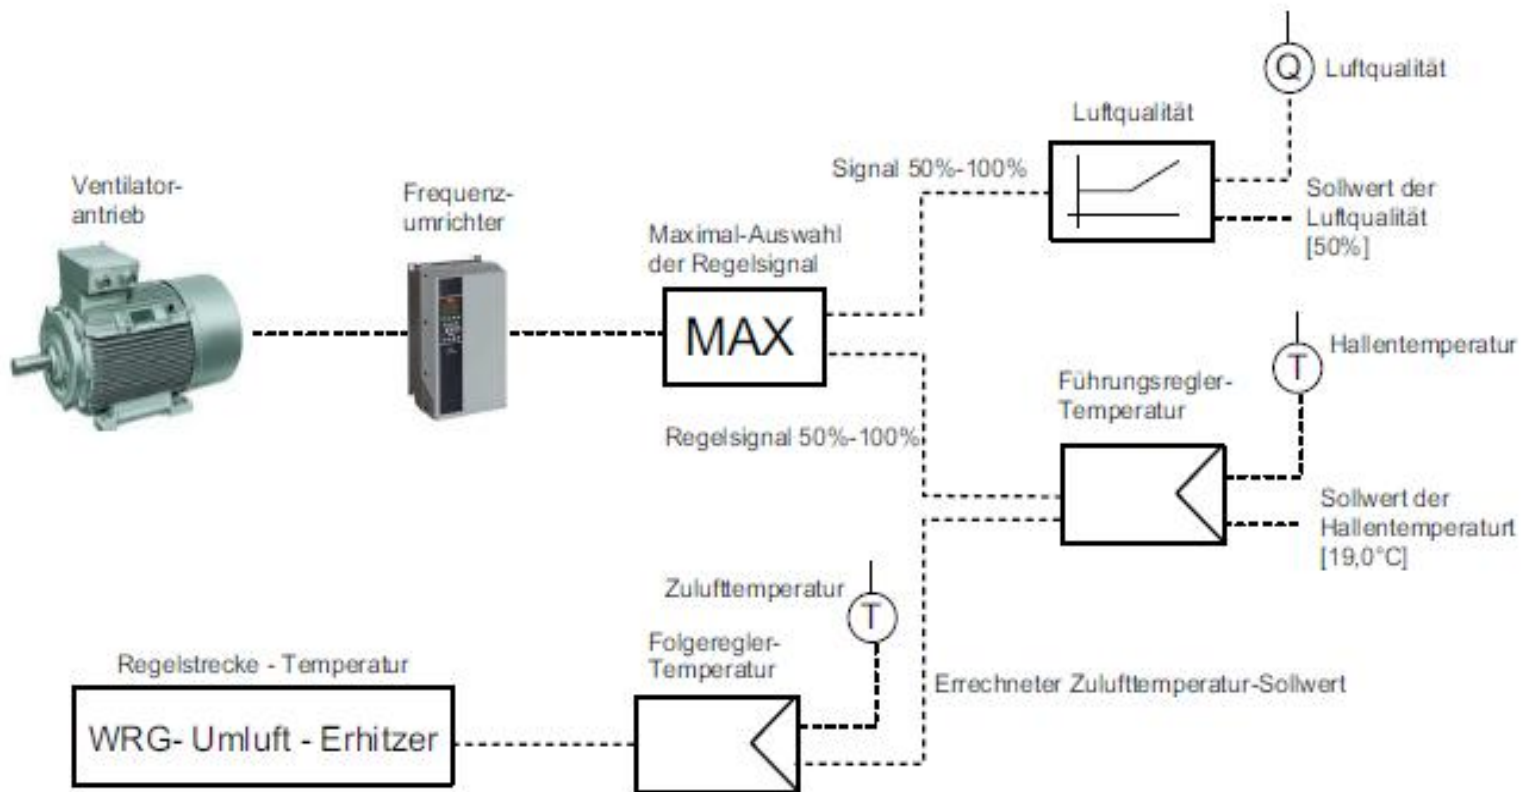 Q
Luftqualität
Luftqualität
Signal 50%-100%
Sollwert der
Luftqualität
[50%]
Ventilator-
antrieb
Frequenz-
umrichter
Maximal-Auswahl
der Regelsignal
MAX
T
Hallentemperatur
Führungsregler-
Temperatur
Regelsignal 50%-100%
Sollwert der
Hallentemperaturt
[19,0°C]
Zulufttemperatur
T
Folgeregler-
Temperatur
Regelstrecke - Temperatur
Errechneter Zulufttemperatur-Sollwert
WRG- Umluft - Erhitzer